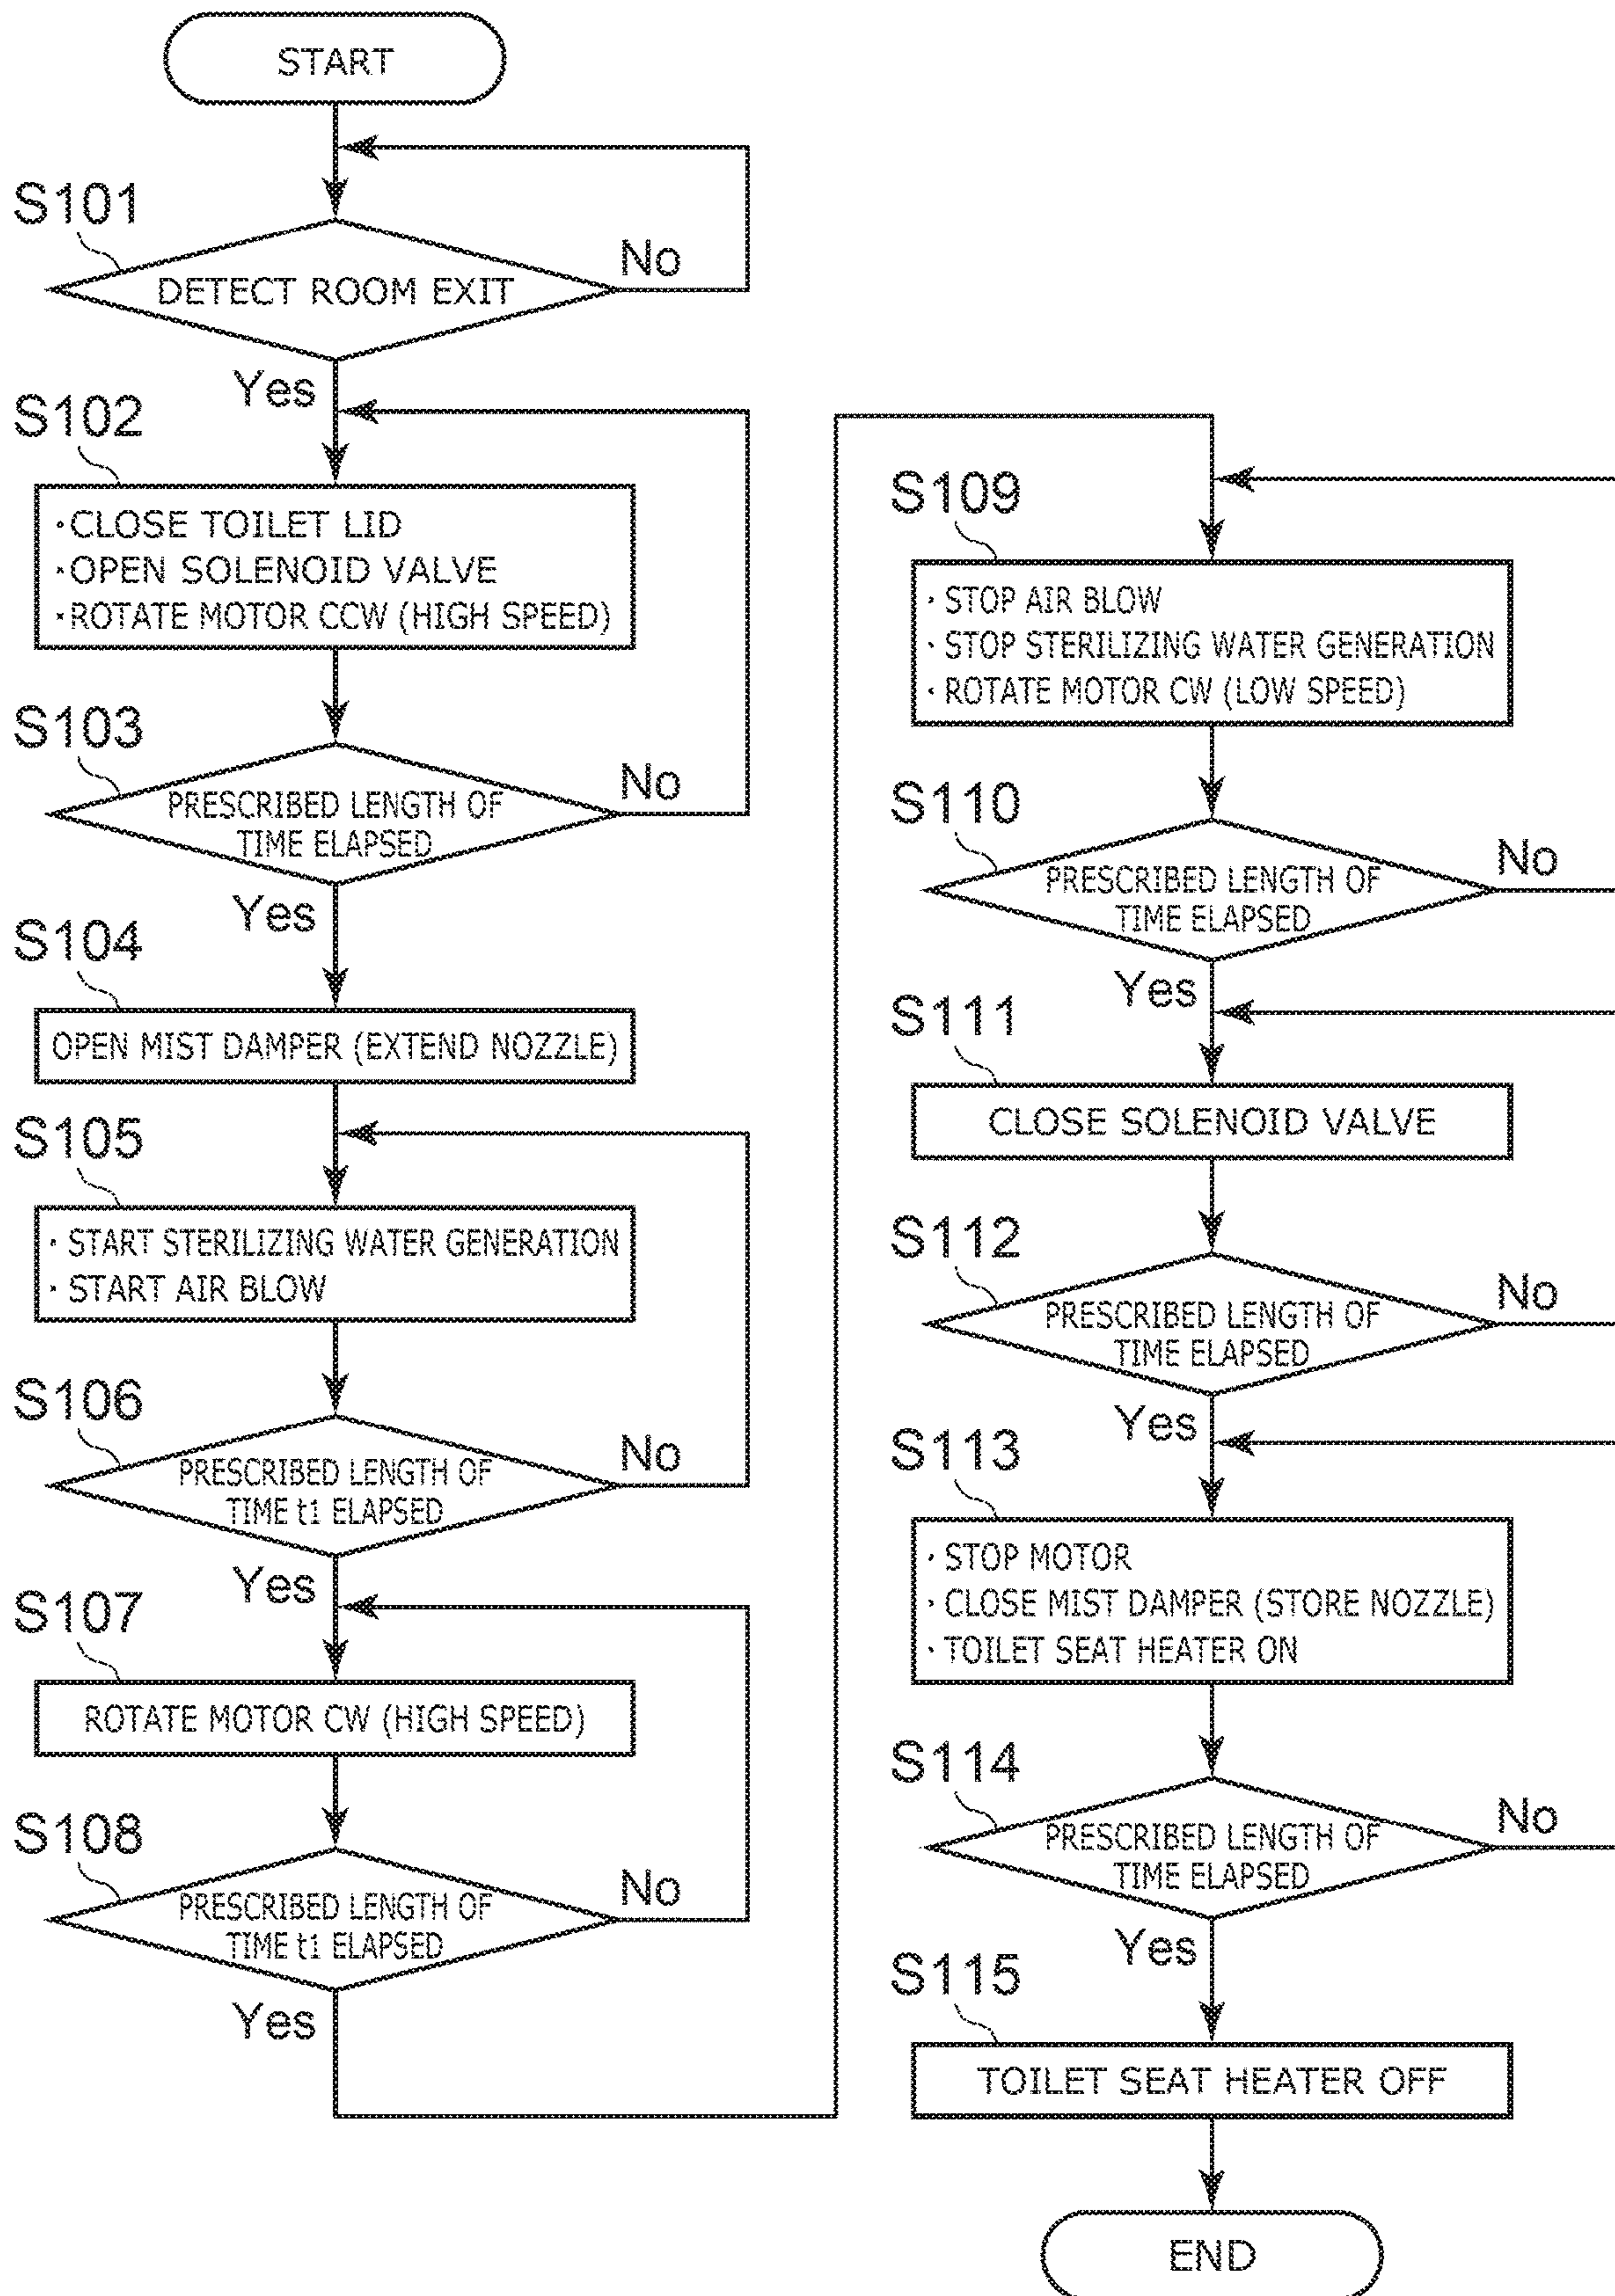 START
S101
DETECT ROOM EXIT
No
Yes
S102
・CLOSE TOILET LID
・OPEN SOLENOID VALVE
・ROTATE MOTOR CCW (HIGH SPEED)
S103
PRESCRIBED LENGTH OF
TIME ELAPSED
No
Yes
S104
OPEN MIST DAMPER (EXTEND NOZZLE)
S105
・START STERILIZING WATER GENERATION
・START AIR BLOW
S106
PRESCRIBED LENGTH OF
TIME t1 ELAPSED
No
Yes
S107
ROTATE MOTOR CW (HIGH SPEED)
S108
PRESCRIBED LENGTH OF
TIME t1 ELAPSED
No
Yes
S109
・STOP AIR BLOW
・STOP STERILIZING WATER GENERATION
・ROTATE MOTOR CW (LOW SPEED)
S110
PRESCRIBED LENGTH OF
TIME ELAPSED
No
Yes
S111
CLOSE SOLENOID VALVE
S112
PRESCRIBED LENGTH OF
TIME ELAPSED
No
Yes
S113
・STOP MOTOR
・CLOSE MIST DAMPER (STORE NOZZLE)
・TOILET SEAT HEATER ON
S114
PRESCRIBED LENGTH OF
TIME ELAPSED
No
Yes
S115
TOILET SEAT HEATER OFF
END